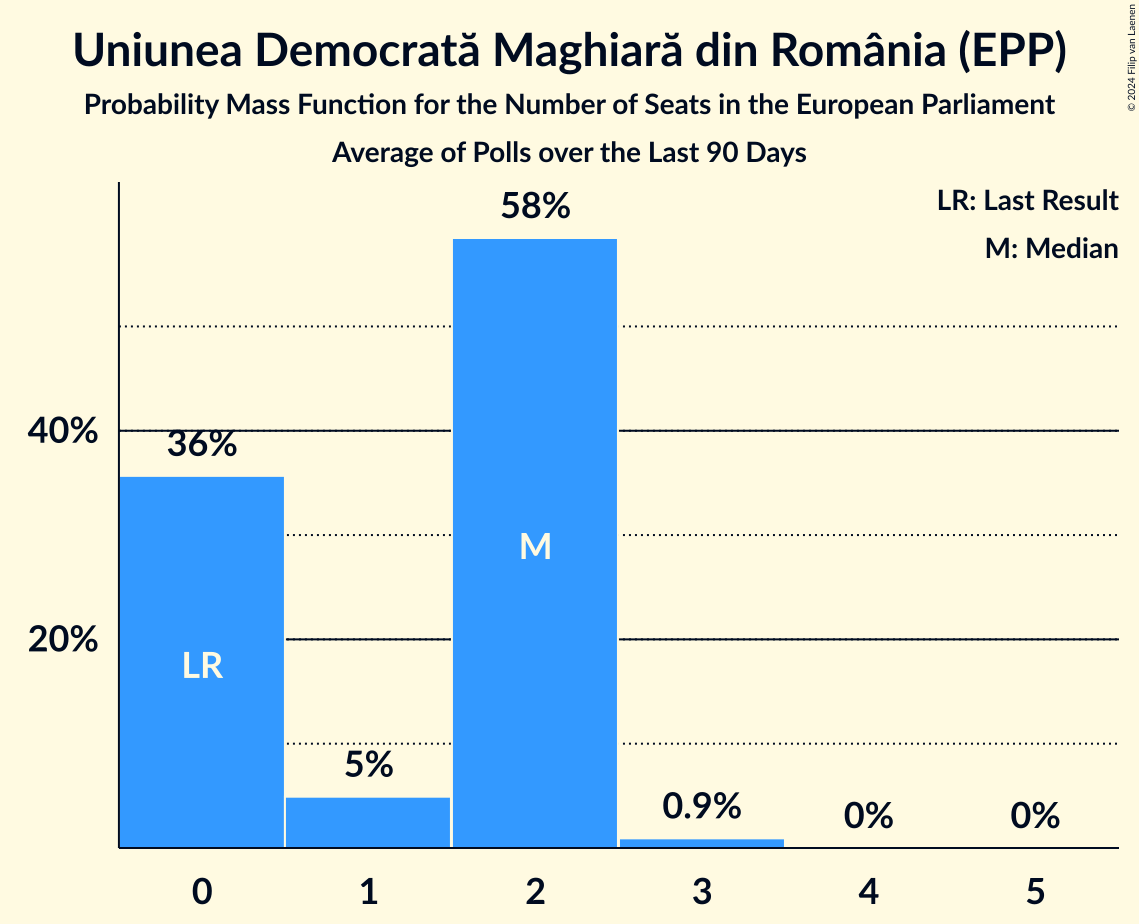 Uniunea Democrată Maghiară din România (EPP)
Probability Mass Function for the Number of Seats in the European Parliament
Average of Polls over the Last 90 Days
© 2024 Filip van Laenen
LR: Last Result
M: Median
58%
40%
36%
M
20%
LR
5%
0.9%
0%
0%
0 1 2 3 4 5